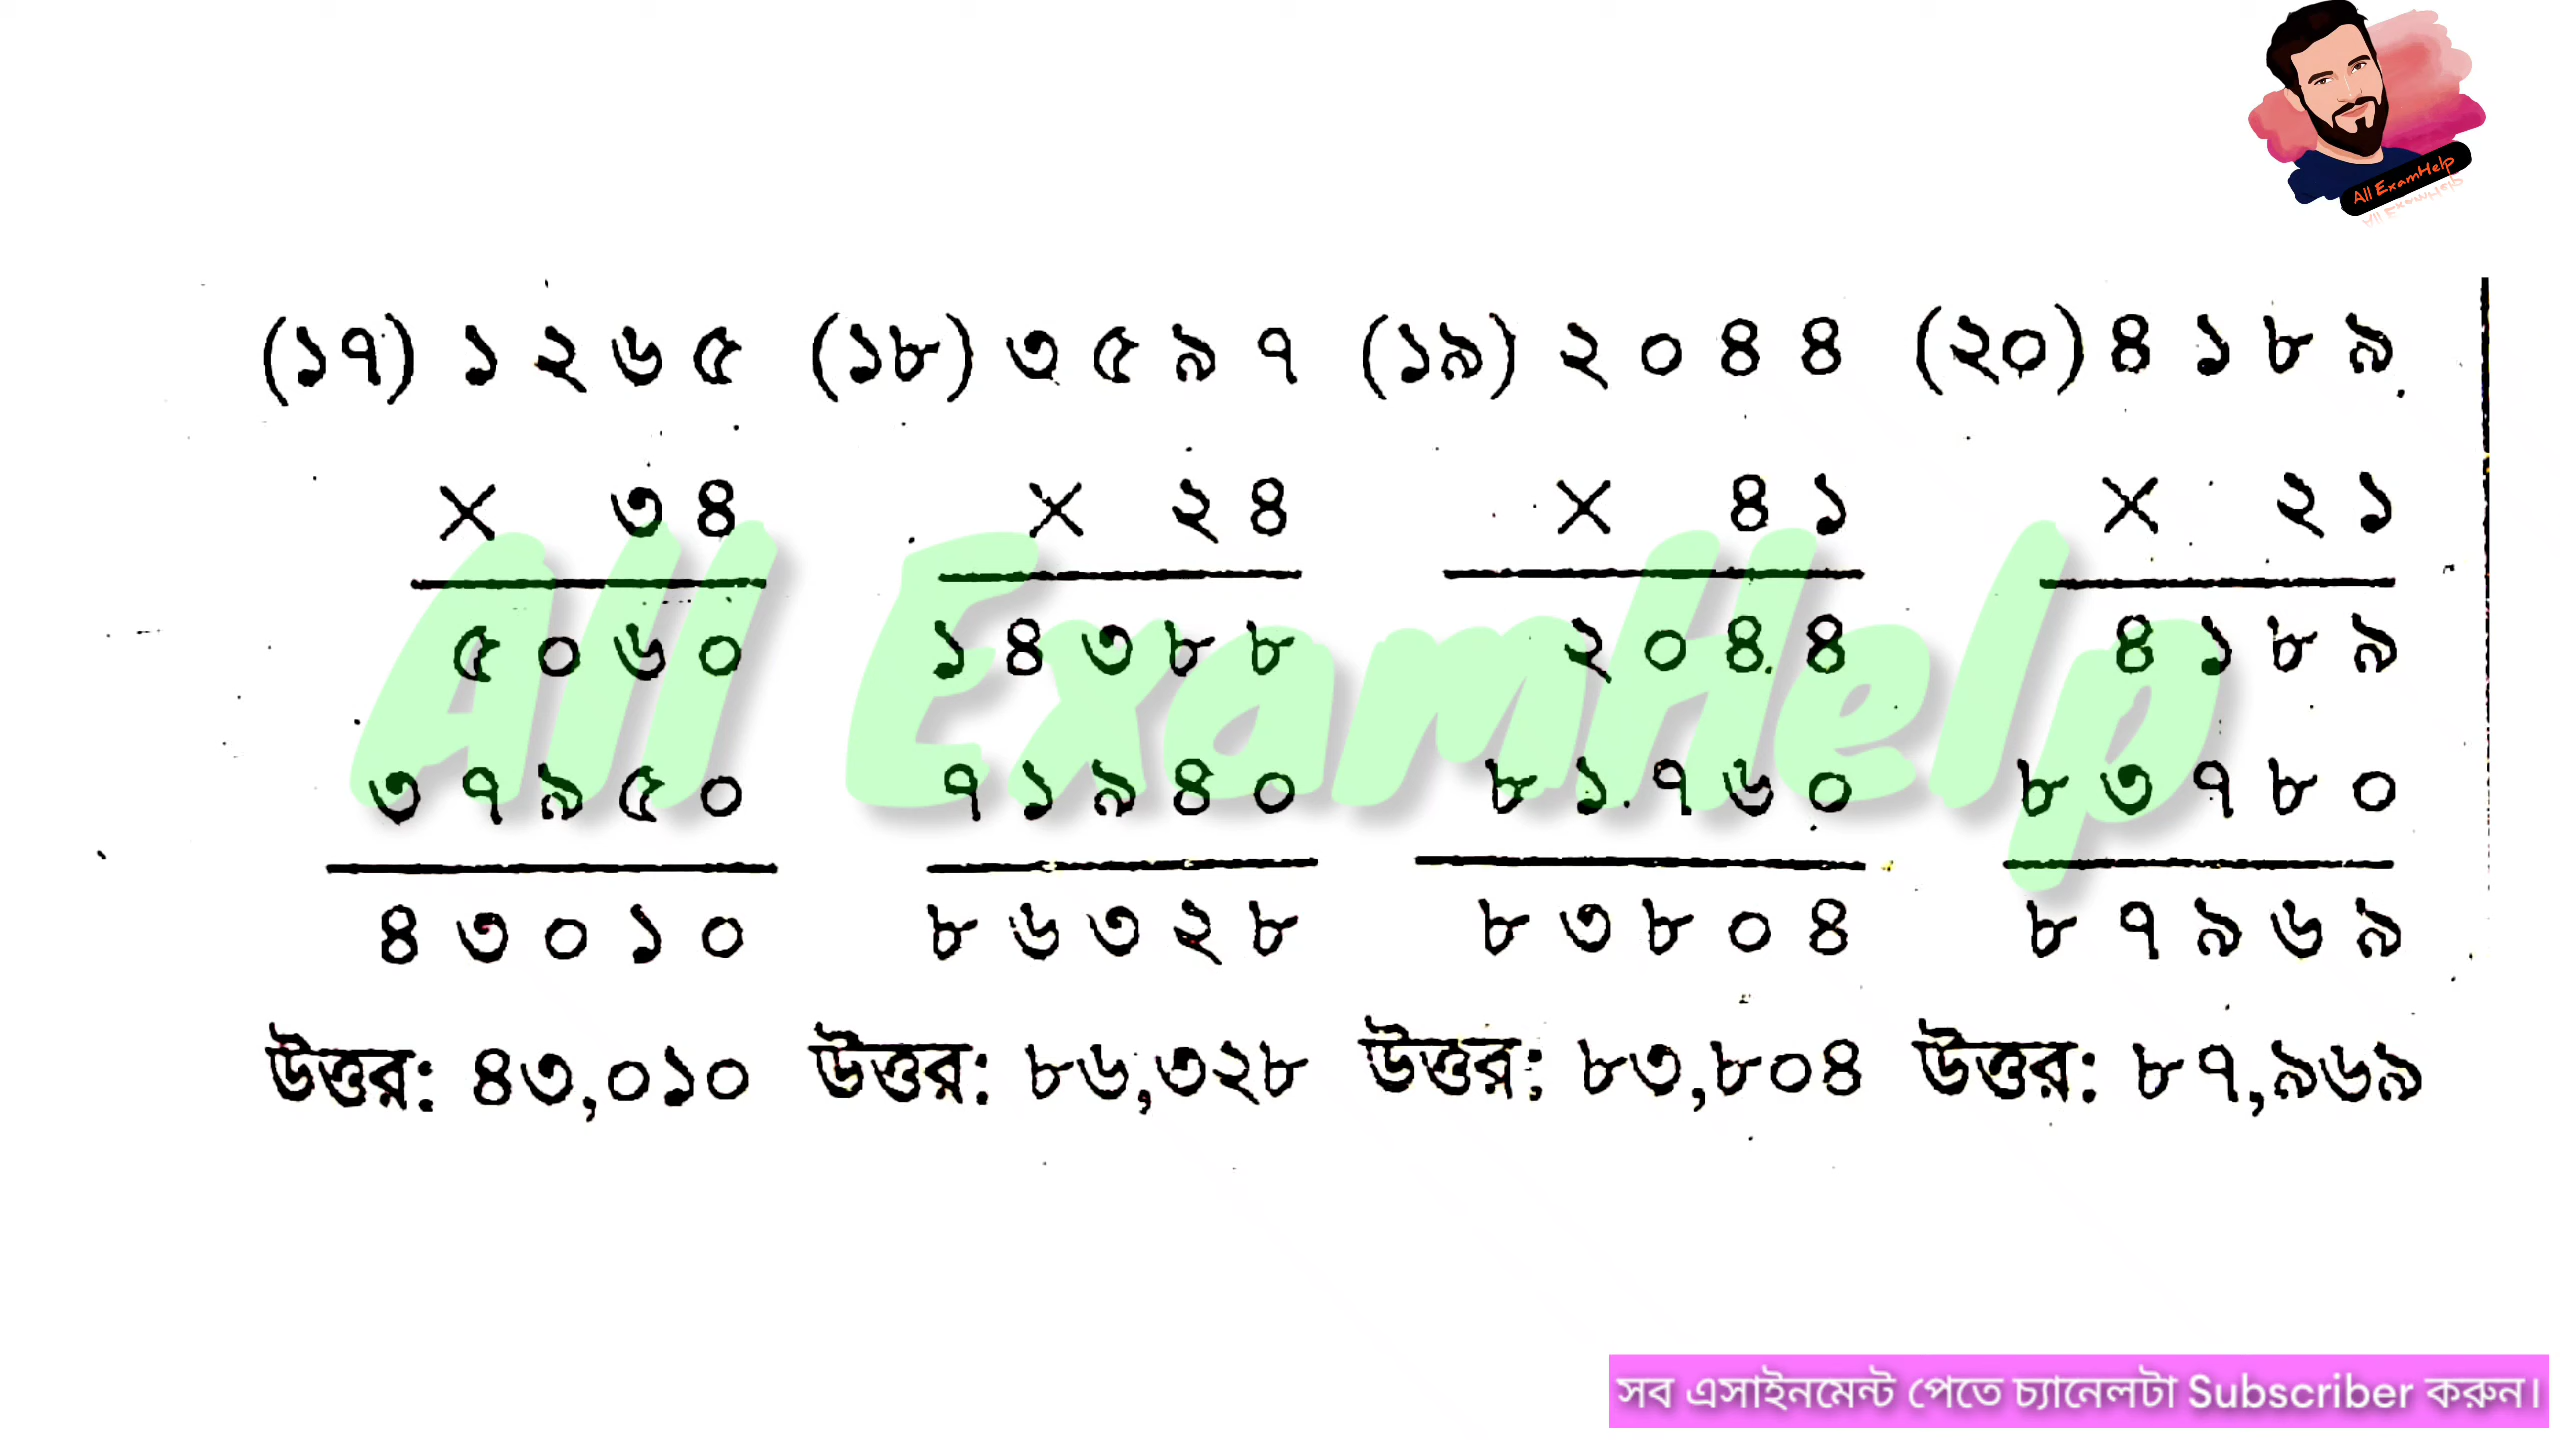 All ExamHelp
(১৭) ১ ২ ৬ ৫ (১৮) ৩ ৫ ৯ ৭ (১৯) ২ ০ ৪ ৪ (২০) ৪ ১ ৮ ৯
× ৩ ৪ × ২ ৪ × ৪ ১ × ২ ১
৫ ০ ৬ ০ ১ ৪ ৩ ৮ ৮ ২ ০ ৪ ৪ ৪ ১ ৮ ৯
All ExamHelp
৩ ৭ ৯ ৫ ০ ৭ ১ ৯ ৪ ০ ৮ ১ ৭ ৬ ০ ৮ ৩ ৭ ৮ ০
৪ ৩ ০ ১ ০ ৮ ৬ ৩ ২ ৮ ৮ ৩ ৮ ০ ৪ ৮ ৭ ৯ ৬ ৯
উত্তর: ৪৩,০১০ উত্তর: ৮৬,৩২৮ উত্তর: ৮৩,৮০৪ উত্তর: ৮৭,৯৬৯
সব এসাইনমেন্ট পেতে চ্যানেলটা Subscriber করুন।